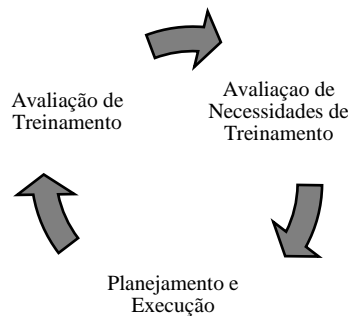 Avaliação de
Treinamento
Avaliaçao de
Necessidades de
Treinamento
Planejamento e
Execução